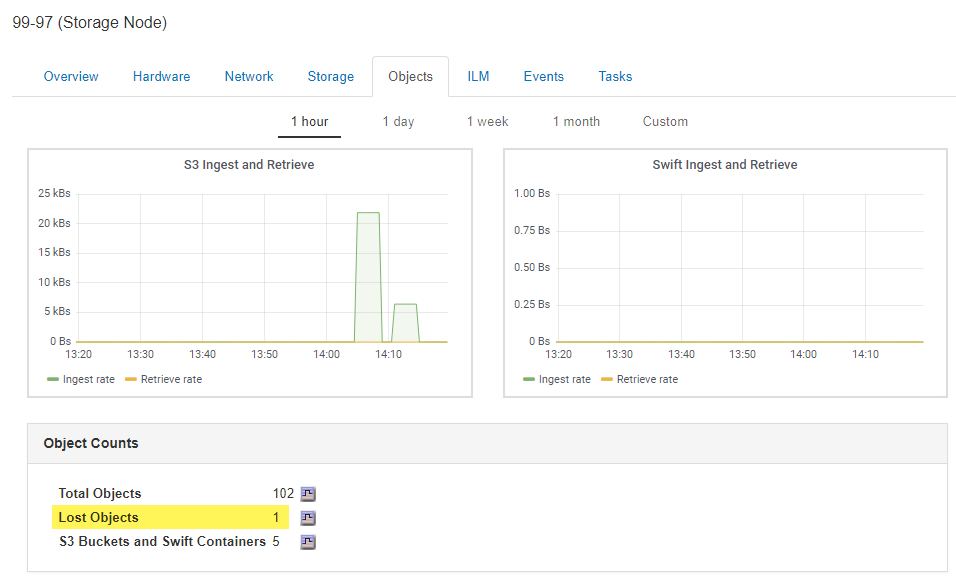 99-97 (Storage Node)
Overview Hardware Network Storage Objects ILM Events Tasks
1 hour 1 day 1 week 1 month Custom
S3 Ingest and Retrieve
25 kBs
20 kBs
15 kBs
10 kBs
5 kBs
0 Bs
13:20 13:30 13:40 13:50 14:00 14:10
Ingest rate Retrieve rate
Swift Ingest and Retrieve
1.00 Bs
0.75 Bs
0.50 Bs
0.25 Bs
0 Bs
13:20 13:30 13:40 13:50 14:00 14:10
Ingest rate Retrieve rate
Object Counts
Total Objects 102
Lost Objects 1
S3 Buckets and Swift Containers 5